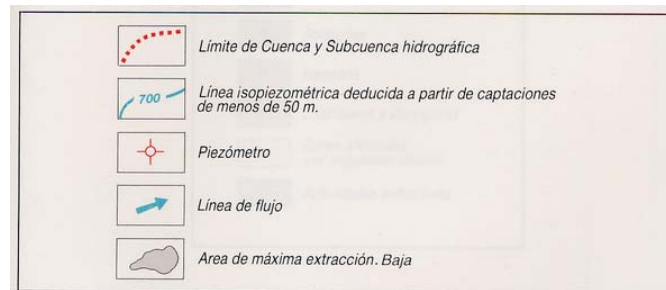 Límite de Cuenca y Subcuenca hidrográfica
700
Línea isopiezométrica deducida a partir de captaciones
de menos de 50 m.
Piezómetro
Línea de flujo
Area de máxima extracción. Baja